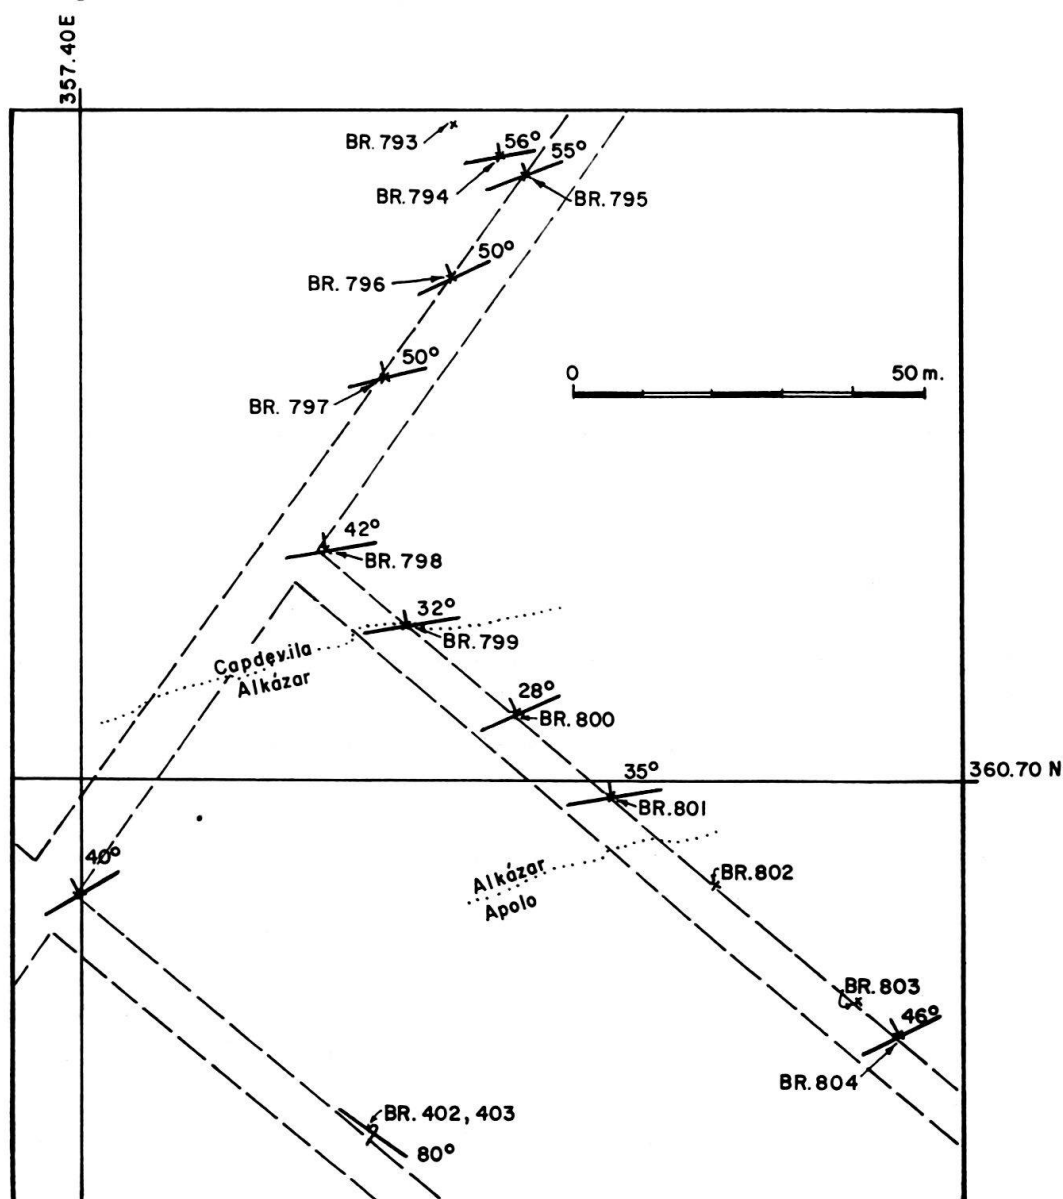 357.40E
BR. 793
56°
55°
BR. 794
BR. 795
50°
BR. 796
50°
0 50 m.
BR. 797
42°
BR. 798
32°
BR. 799
Capdevila
Alkázar
28°
BR. 800
35°
360.70 N
BR. 801
40°
Alkázar
Apolo
BR. 802
BR. 803
46°
BR. 804
BR. 402, 403
80°